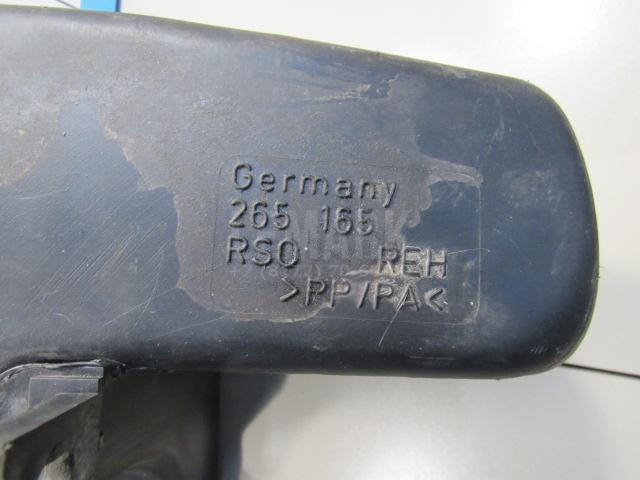 Germany
265 165
RSO REH
>PP/PA<